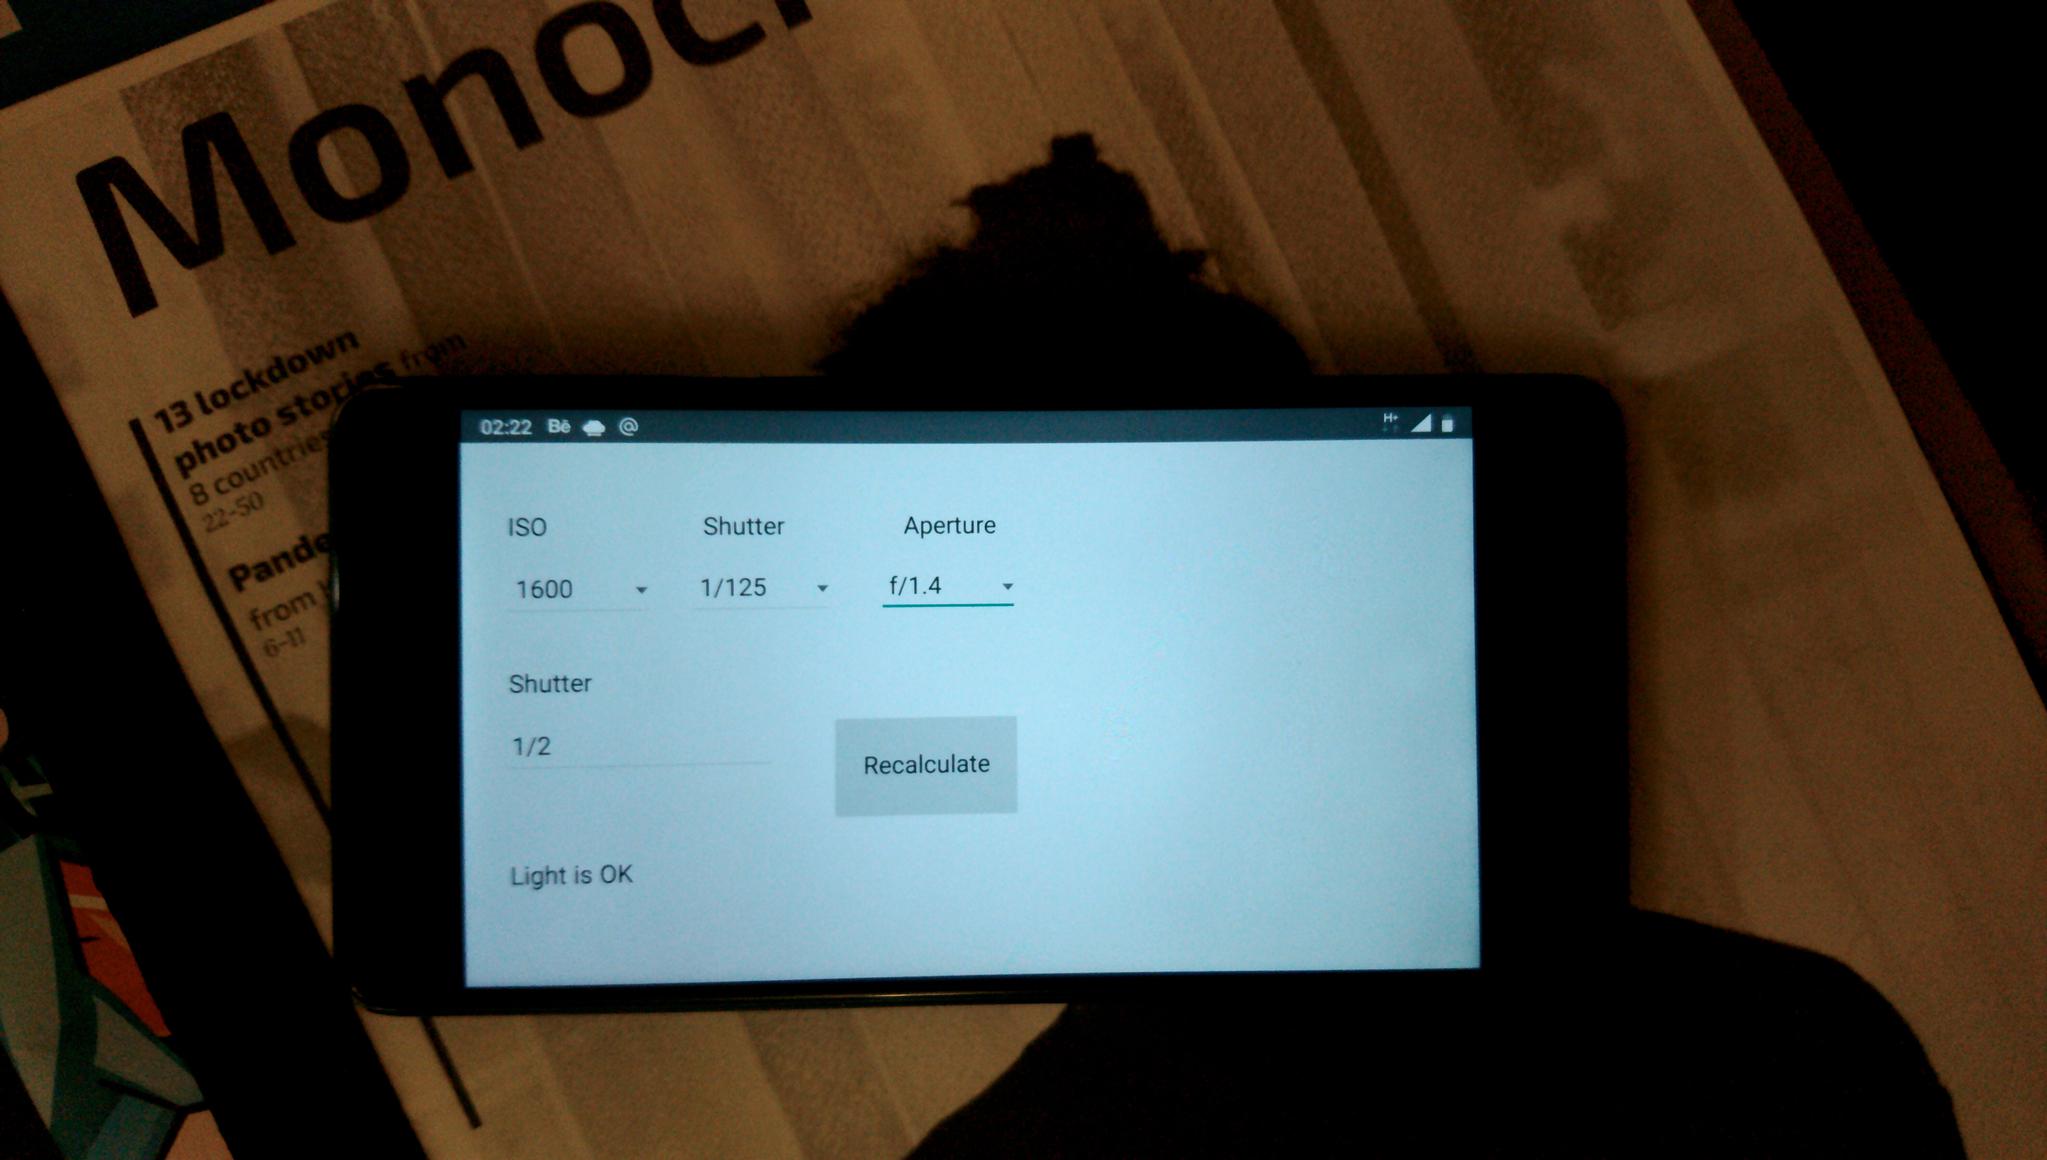 Monoc
13 lockdown
photo stories from
8 countries
22-50
Pande
from
6-11
02:22 Bē @ H+
ISO Shutter Aperture
1600 1/125 f/1.4
Shutter
1/2
Recalculate
Light is OK